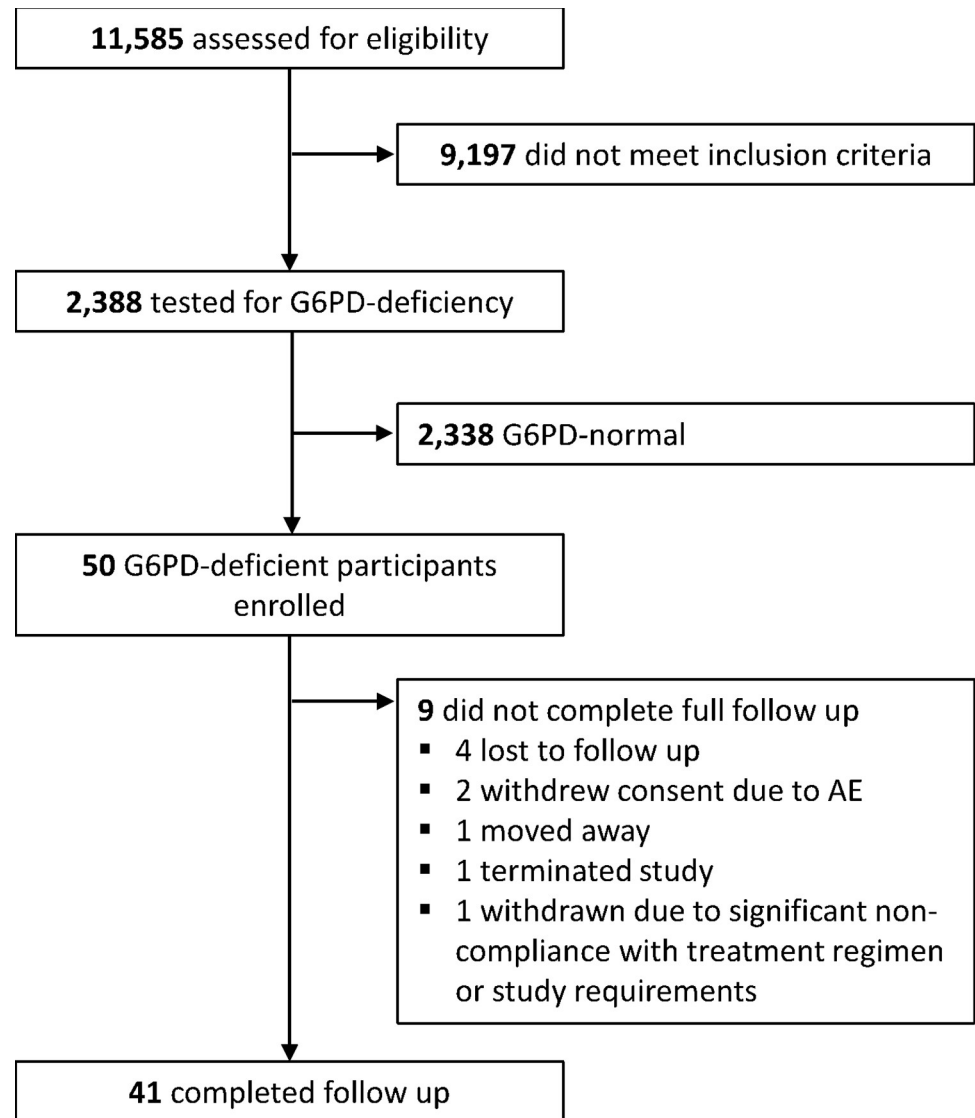 11,585 assessed for eligibility
9,197 did not meet inclusion criteria
2,388 tested for G6PD-deficiency
2,338 G6PD-normal
50 G6PD-deficient participants
enrolled
9 did not complete full follow up
▪ 4 lost to follow up
▪ 2 withdrew consent due to AE
▪ 1 moved away
▪ 1 terminated study
▪ 1 withdrawn due to significant non-
compliance with treatment regimen
or study requirements
41 completed follow up